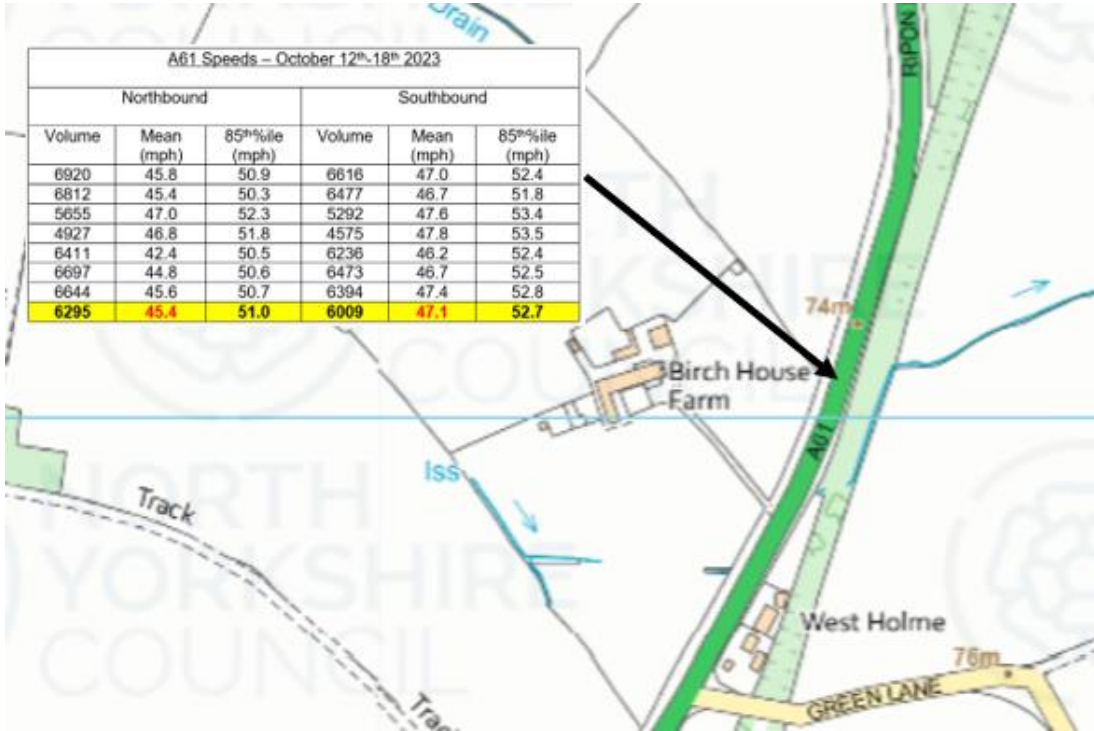 Drain
A61 Speeds – October 12th-18th 2023
Northbound Southbound
Volume Mean (mph) 85th%ile (mph) Volume Mean (mph) 85th%ile (mph)
6920 45.8 50.9 6616 47.0 52.4
6812 45.4 50.3 6477 46.7 51.8
5655 47.0 52.3 5292 47.6 53.4
4927 46.8 51.8 4575 47.8 53.5
6411 42.4 50.5 6236 46.2 52.4
6697 44.8 50.6 6473 46.7 52.5
6644 45.6 50.7 6394 47.4 52.8
6295 45.4 51.0 6009 47.1 52.7
RIPON
74m
Birch House
Farm
A61
Iss
Track
West Holme
76m
GREEN LANE
Trac
NORTH
YORKSHIRE
COUNCIL